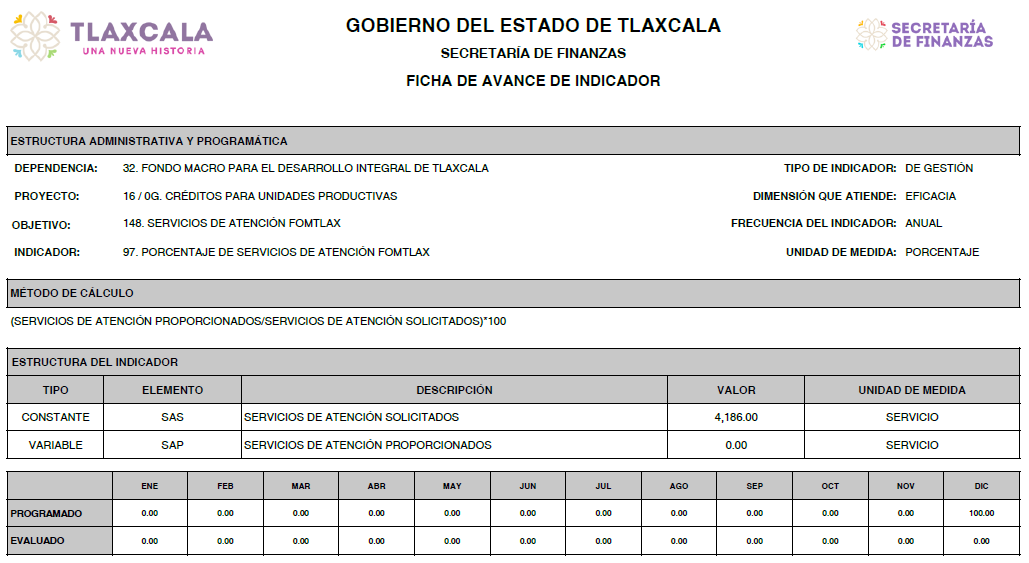 TLAXCALA
UNA NUEVA HISTORIA
GOBIERNO DEL ESTADO DE TLAXCALA
SECRETARÍA DE FINANZAS
FICHA DE AVANCE DE INDICADOR
SECRETARÍA
DE FINANZAS
ESTRUCTURA ADMINISTRATIVA Y PROGRAMÁTICA
DEPENDENCIA: 32. FONDO MACRO PARA EL DESARROLLO INTEGRAL DE TLAXCALA TIPO DE INDICADOR: DE GESTIÓN
PROYECTO: 16 / 0G. CRÉDITOS PARA UNIDADES PRODUCTIVAS DIMENSIÓN QUE ATIENDE: EFICACIA
OBJETIVO: 148. SERVICIOS DE ATENCIÓN FOMTLAX FRECUENCIA DEL INDICADOR: ANUAL
INDICADOR: 97. PORCENTAJE DE SERVICIOS DE ATENCIÓN FOMTLAX UNIDAD DE MEDIDA: PORCENTAJE
MÉTODO DE CÁLCULO
(SERVICIOS DE ATENCIÓN PROPORCIONADOS/SERVICIOS DE ATENCIÓN SOLICITADOS)*100
ESTRUCTURA DEL INDICADOR
TIPO ELEMENTO DESCRIPCIÓN VALOR UNIDAD DE MEDIDA
CONSTANTE SAS SERVICIOS DE ATENCIÓN SOLICITADOS 4,186.00 SERVICIO
VARIABLE SAP SERVICIOS DE ATENCIÓN PROPORCIONADOS 0.00 SERVICIO
ENE FEB MAR ABR MAY JUN JUL AGO SEP OCT NOV DIC
PROGRAMADO 0.00 0.00 0.00 0.00 0.00 0.00 0.00 0.00 0.00 0.00 0.00 100.00
EVALUADO 0.00 0.00 0.00 0.00 0.00 0.00 0.00 0.00 0.00 0.00 0.00 0.00